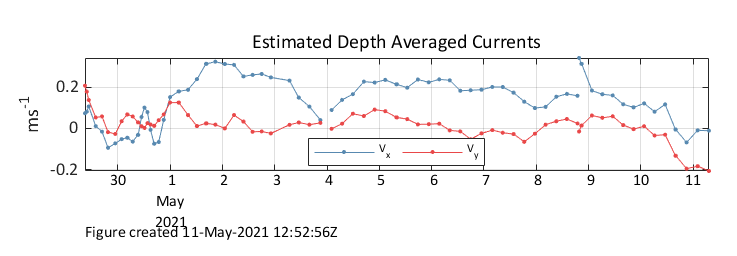 Estimated Depth Averaged Currents
ms-1
0.2
0
-0.2
Vx Vy
30 1 2 3 4 5 6 7 8 9 10 11
May
2021
Figure created 11-May-2021 12:52:56Z